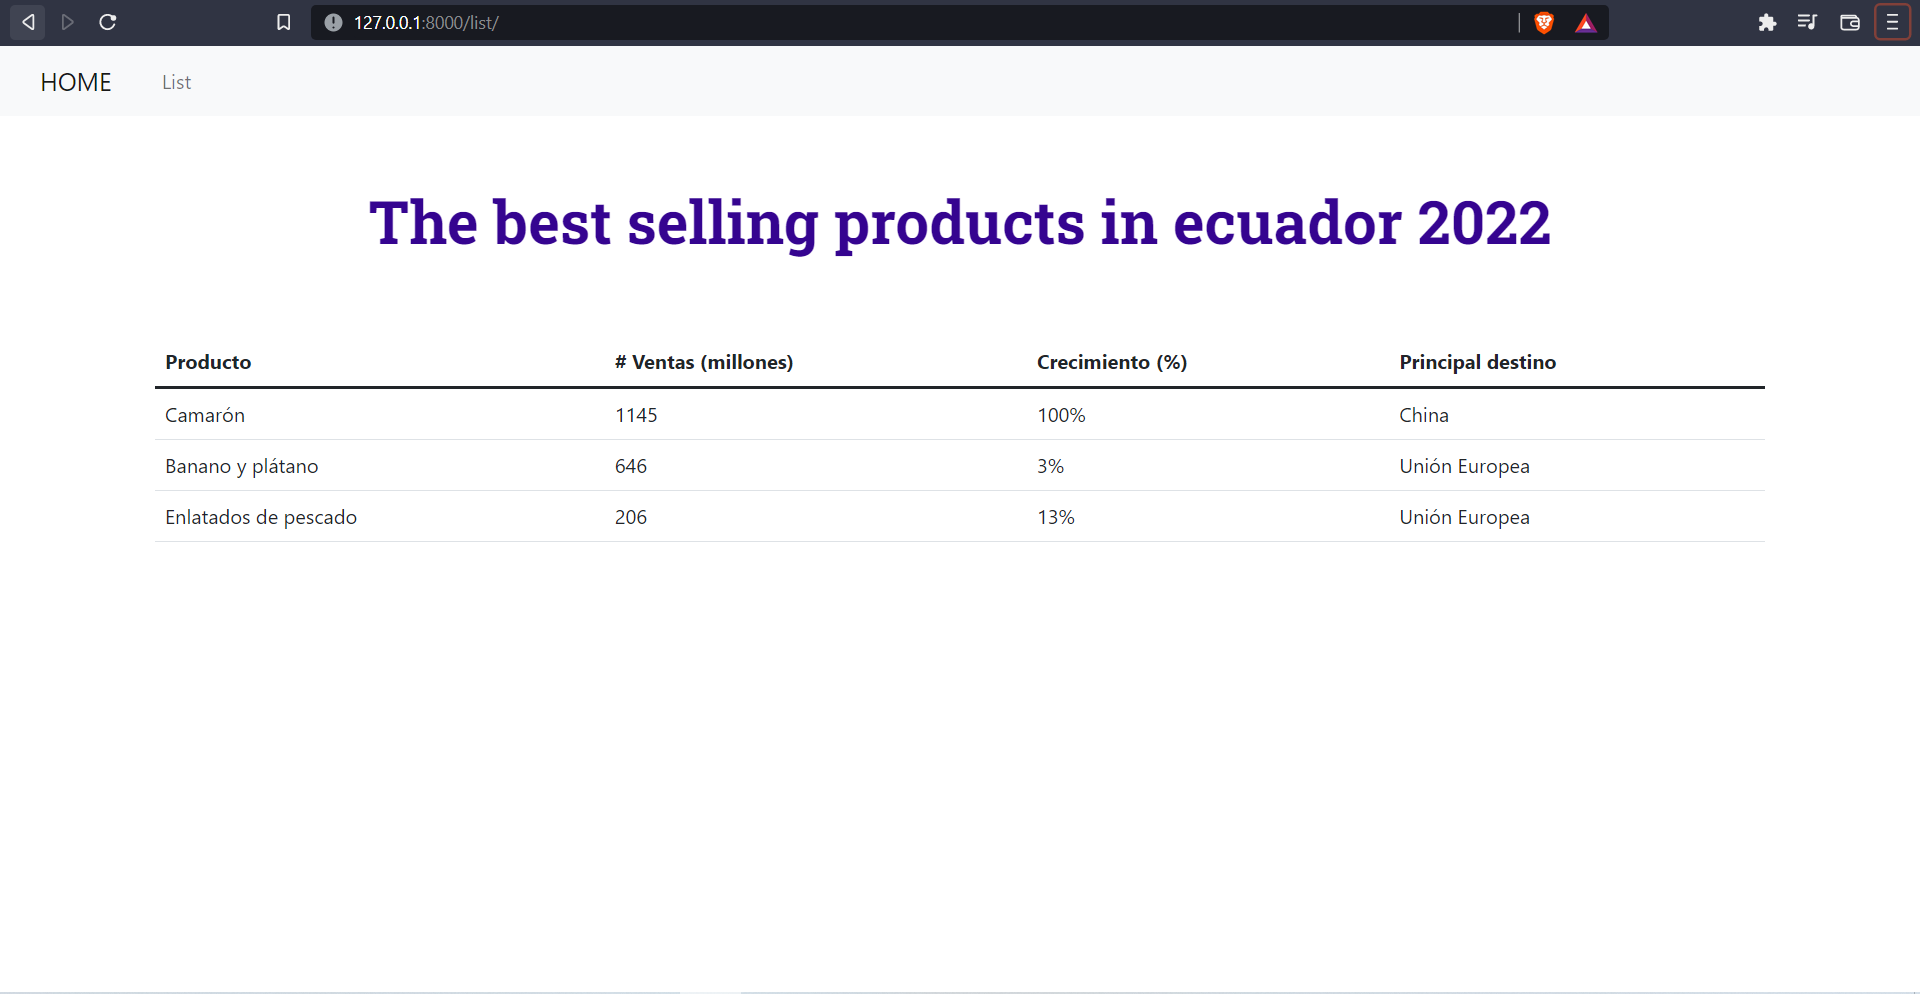 127.0.0.1:8000/list/
HOME List
The best selling products in ecuador 2022
Producto # Ventas (millones) Crecimiento (%) Principal destino
Camarón 1145 100% China
Banano y plátano 646 3% Unión Europea
Enlatados de pescado 206 13% Unión Europea